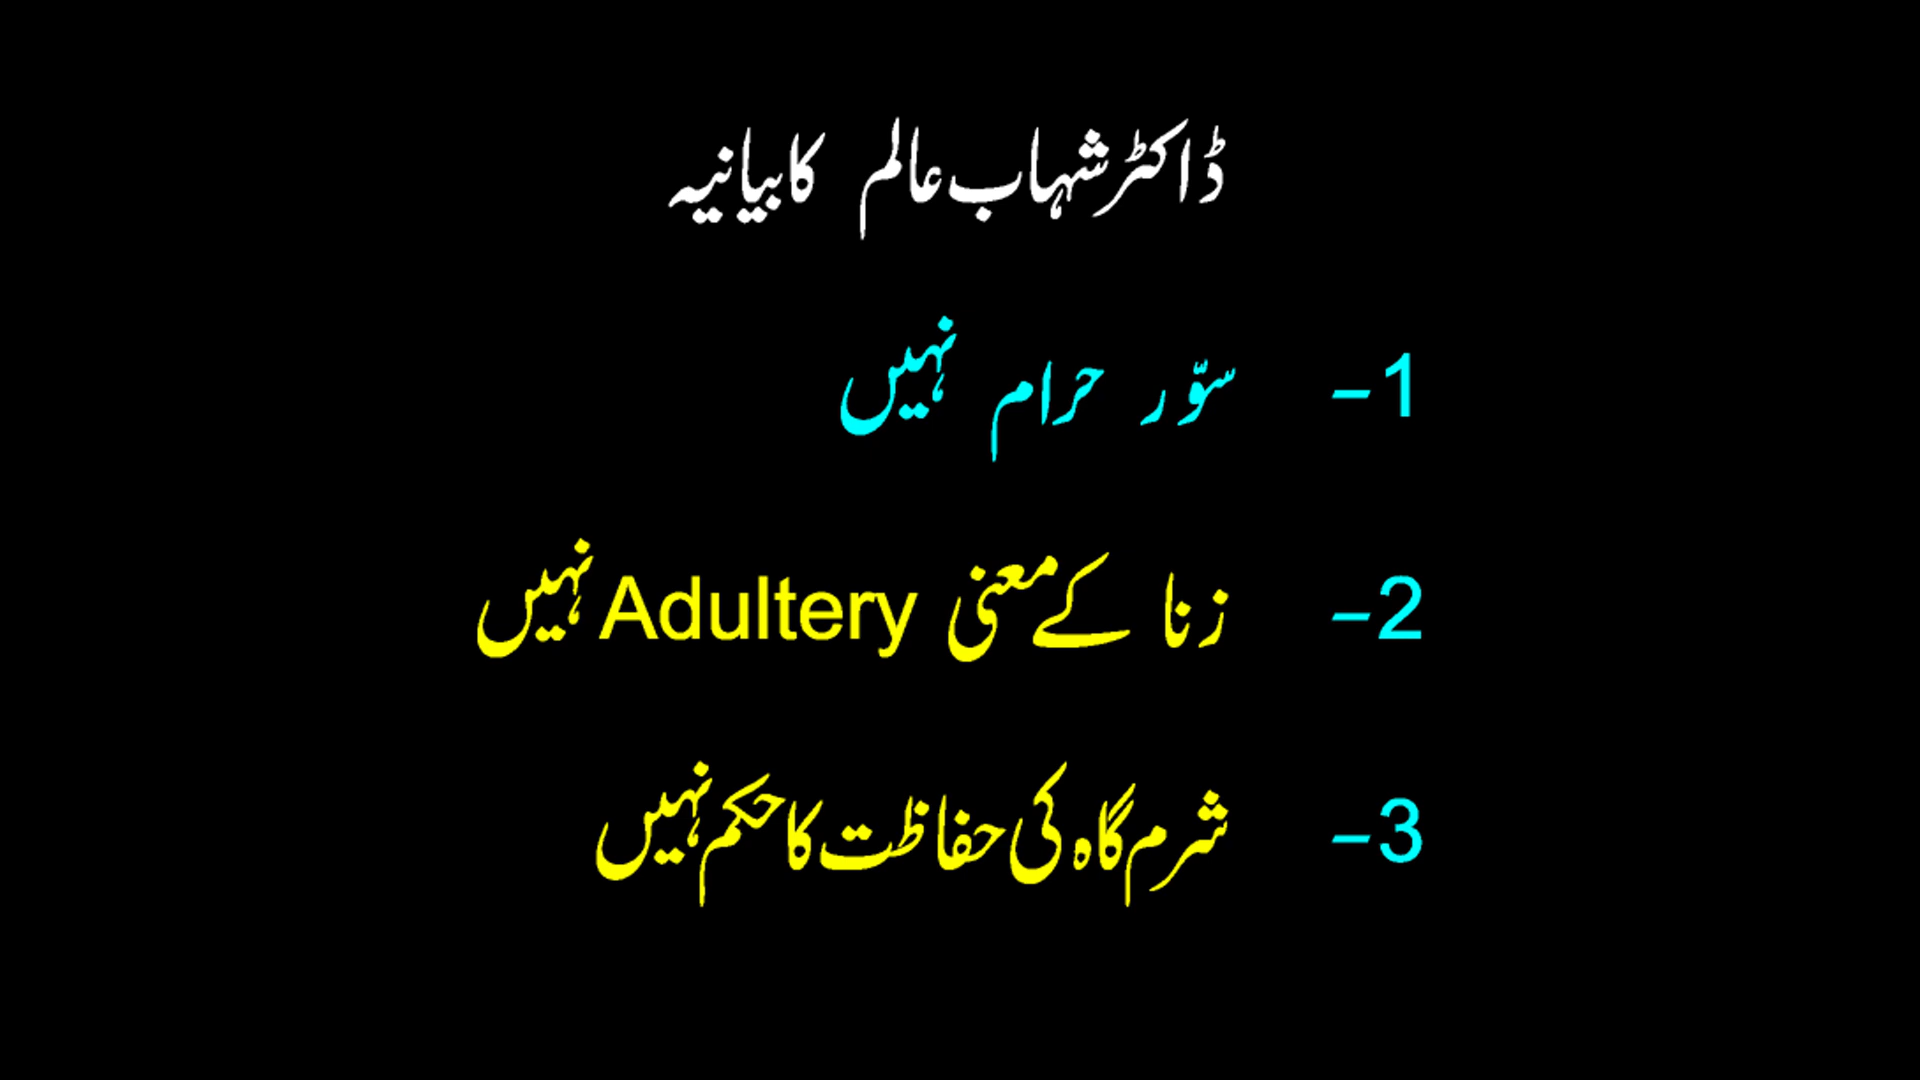 ڈاکٹر شہاب عالم کا بیانیہ
1- سوّر حرام نہیں
2- زنا کے معنی Adultery نہیں
3- شرم گاہ کی حفاظت کا حکم نہیں